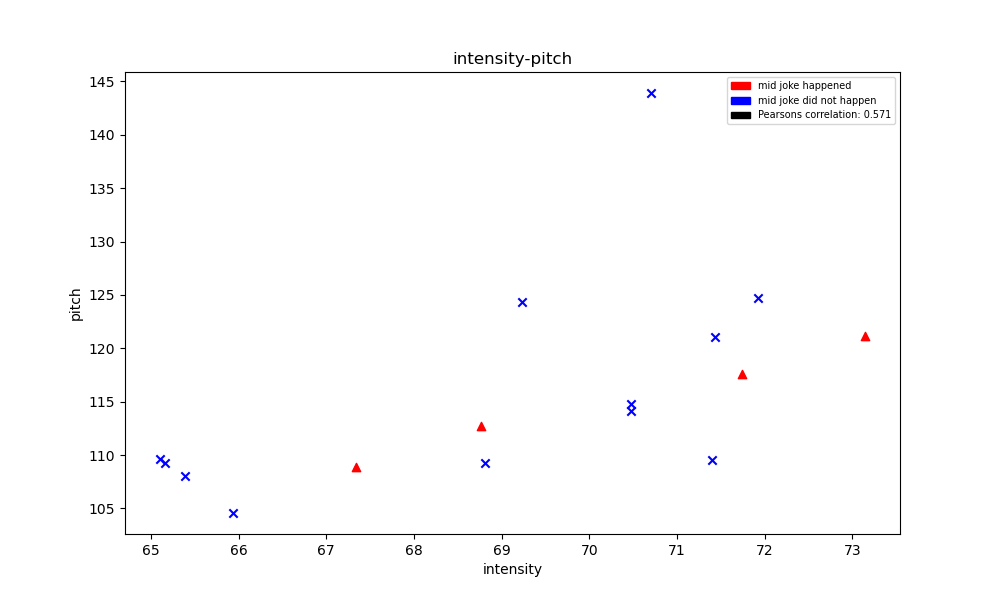 intensity-pitch
mid joke happened
mid joke did not happen
Pearsons correlation: 0.571
145
140
135
130
125
120
115
110
105
pitch
65 66 67 68 69 70 71 72 73
intensity